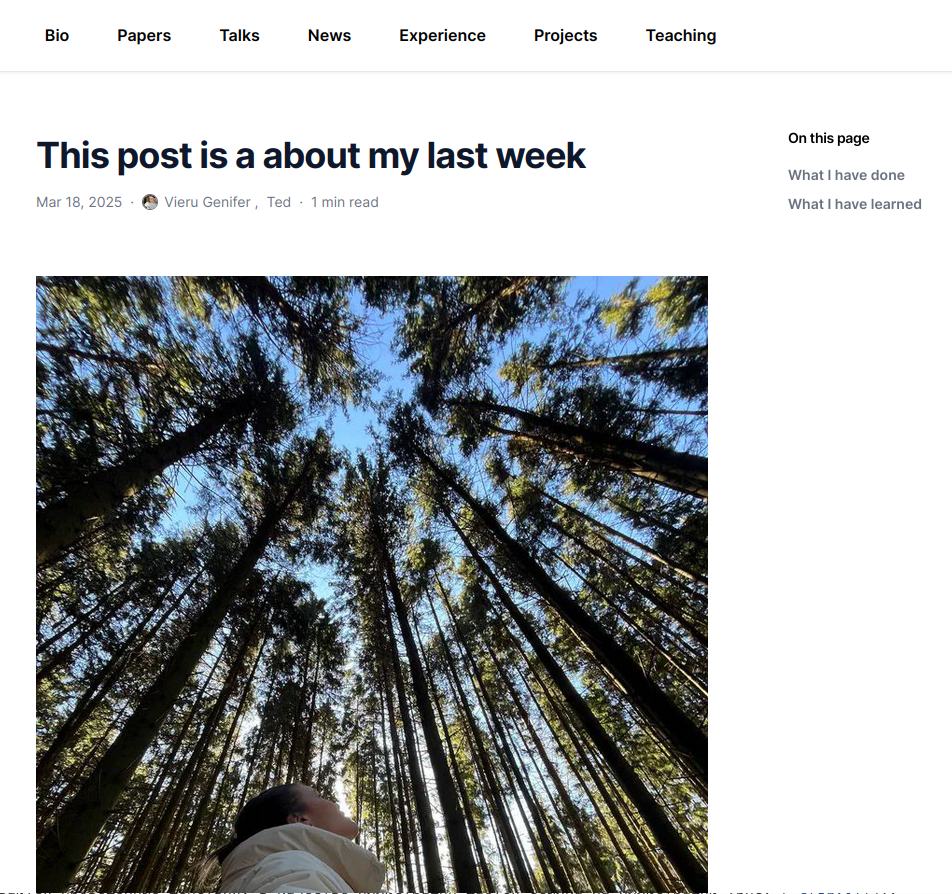 Bio Papers Talks News Experience Projects Teaching
This post is a about my last week
Mar 18, 2025 · Vieru Genifer , Ted · 1 min read
On this page
What I have done
What I have learned